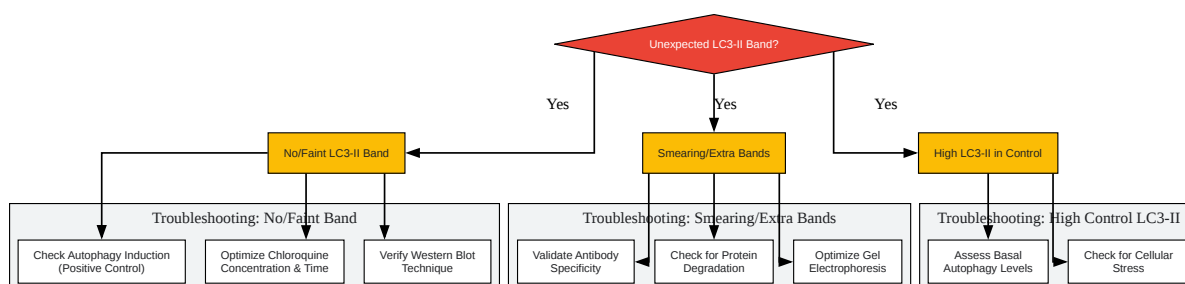 Unexpected LC3-II Band?
Yes
Yes
Yes
No/Faint LC3-II Band
Smearing/Extra Bands
High LC3-II in Control
Troubleshooting: No/Faint Band
Troubleshooting: Smearing/Extra Bands
Troubleshooting: High Control LC3-II
Check Autophagy Induction
(Positive Control)
Optimize Chloroquine
Concentration & Time
Verify Western Blot
Technique
Validate Antibody
Specificity
Check for Protein
Degradation
Optimize Gel
Electrophoresis
Assess Basal
Autophagy Levels
Check for Cellular
Stress